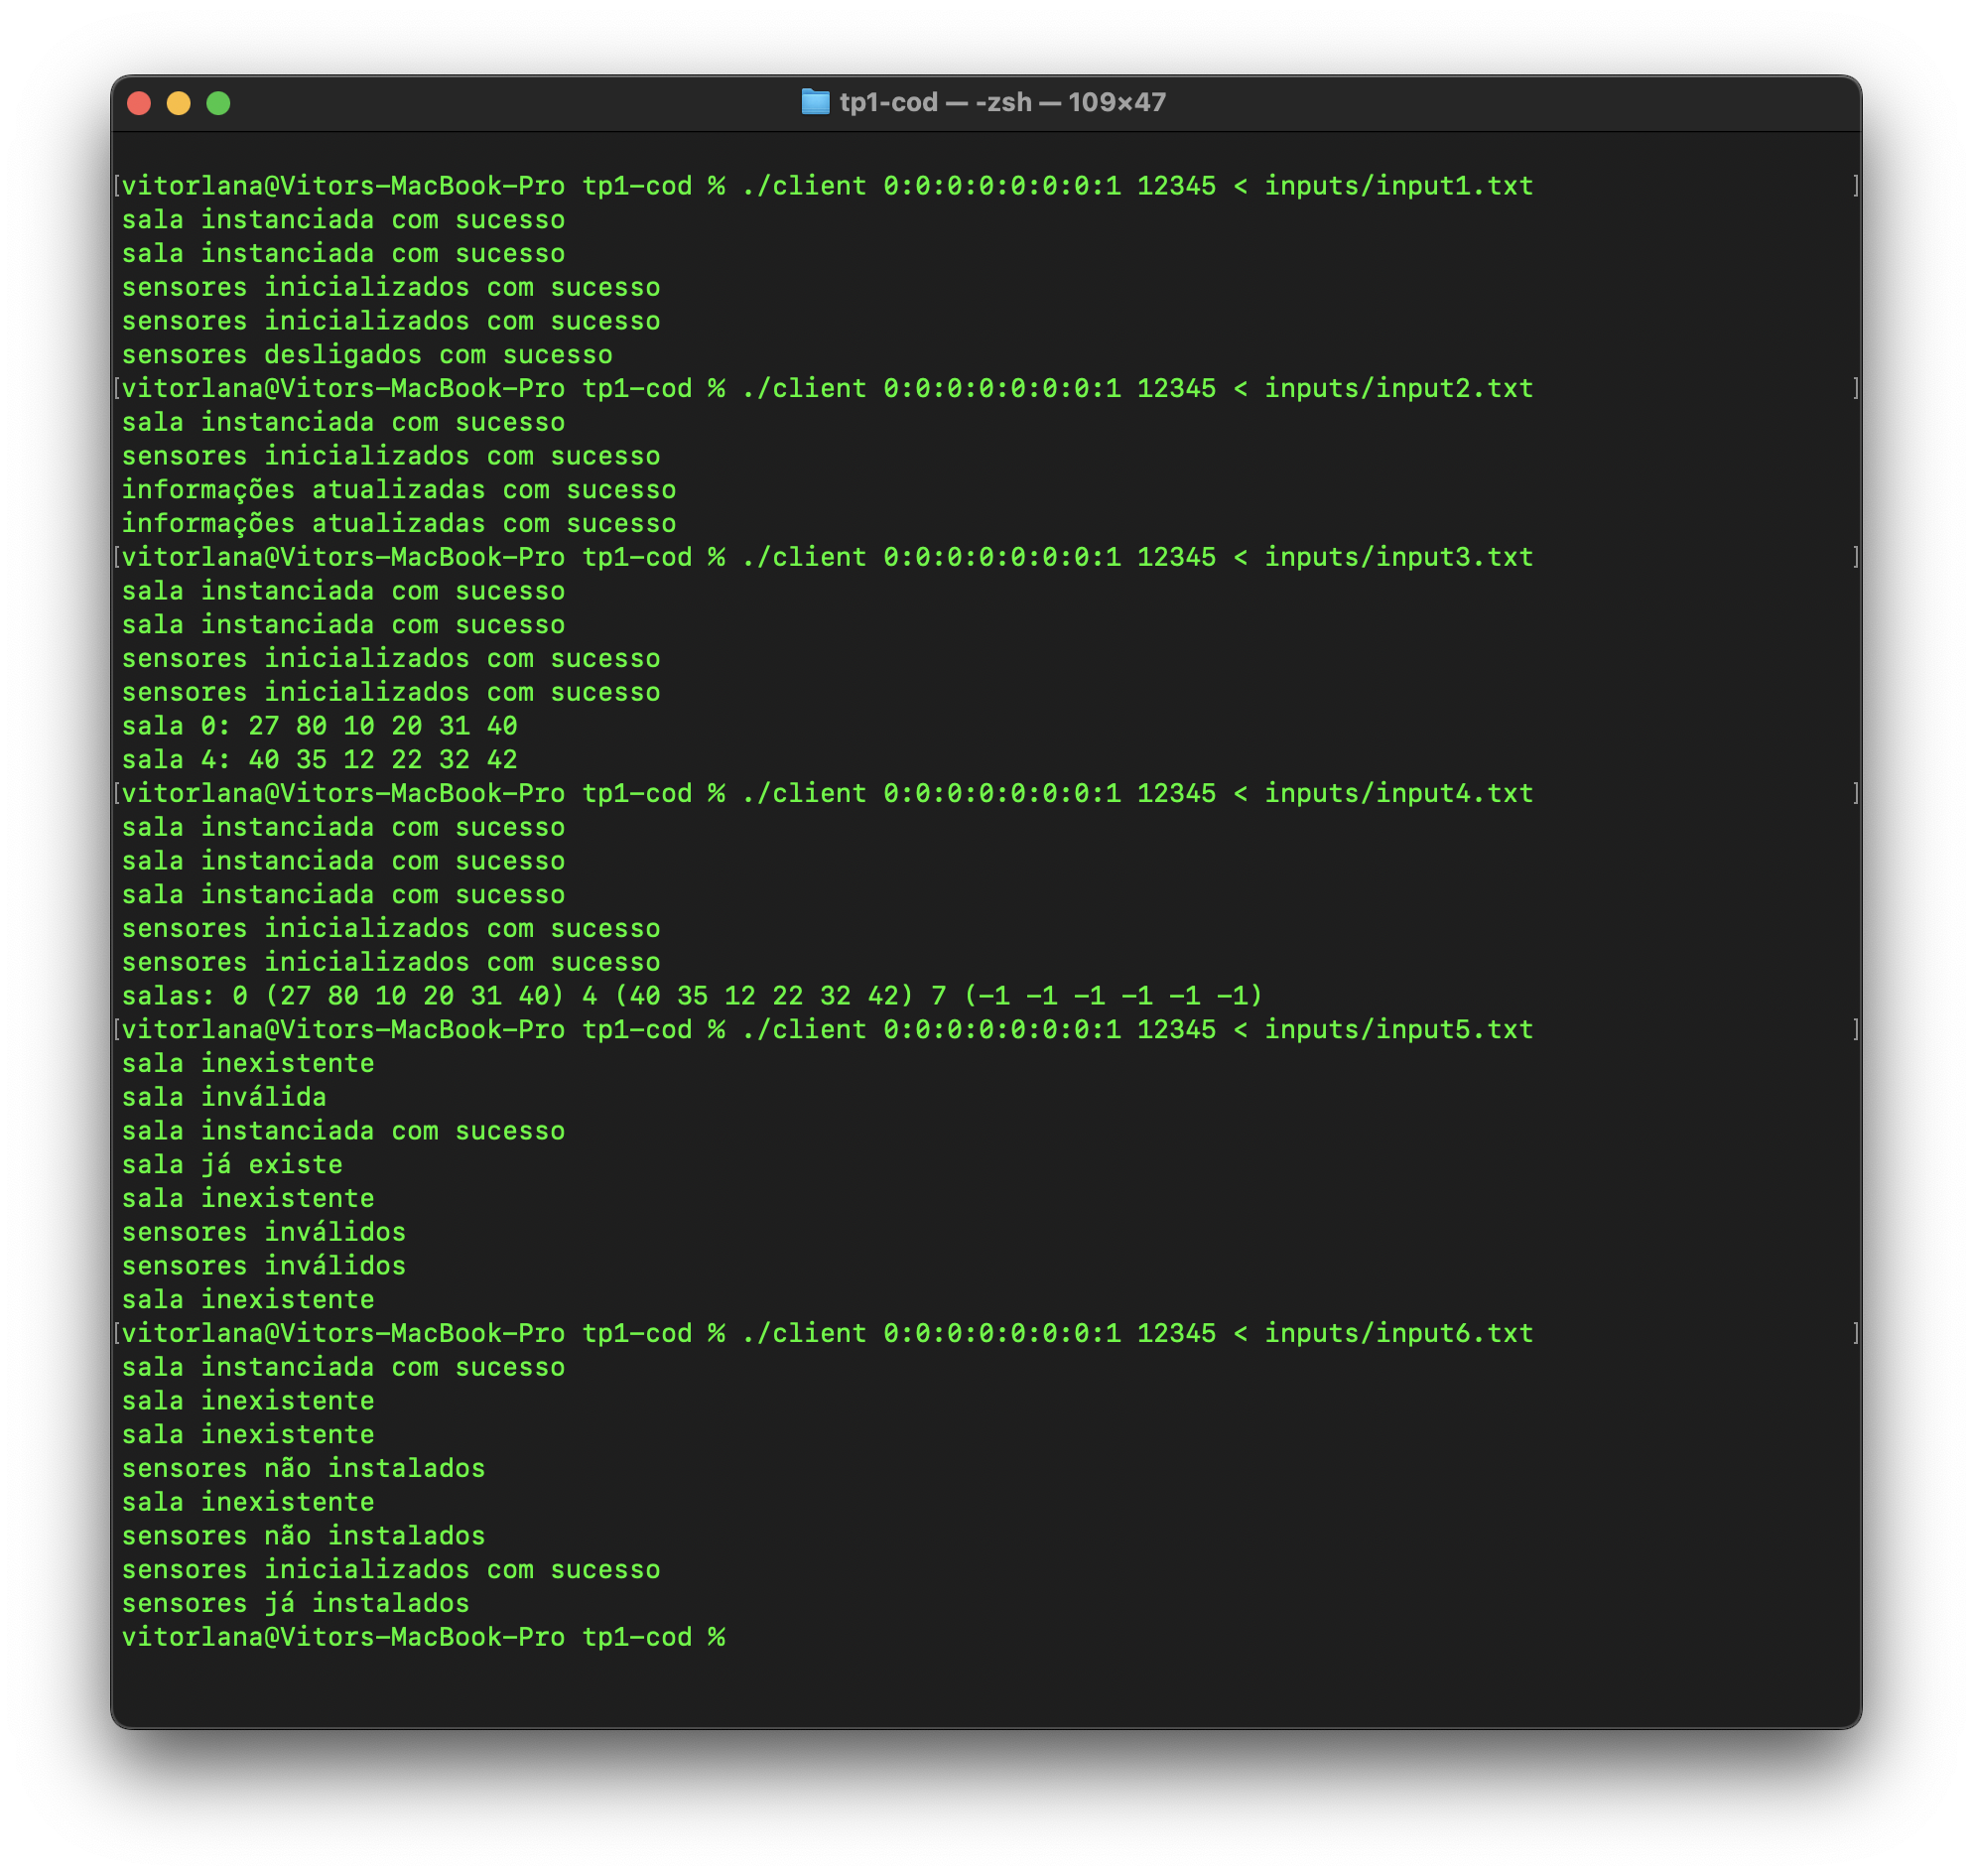 tp1-cod — -zsh — 109×47
[vitorlana@Vitors-MacBook-Pro tp1-cod % ./client 0:0:0:0:0:0:0:1 12345 < inputs/input1.txt ]
sala instanciada com sucesso
sala instanciada com sucesso
sensores inicializados com sucesso
sensores inicializados com sucesso
sensores desligados com sucesso
[vitorlana@Vitors-MacBook-Pro tp1-cod % ./client 0:0:0:0:0:0:0:1 12345 < inputs/input2.txt ]
sala instanciada com sucesso
sensores inicializados com sucesso
informações atualizadas com sucesso
informações atualizadas com sucesso
[vitorlana@Vitors-MacBook-Pro tp1-cod % ./client 0:0:0:0:0:0:0:1 12345 < inputs/input3.txt ]
sala instanciada com sucesso
sala instanciada com sucesso
sensores inicializados com sucesso
sensores inicializados com sucesso
sala 0: 27 80 10 20 31 40
sala 4: 40 35 12 22 32 42
[vitorlana@Vitors-MacBook-Pro tp1-cod % ./client 0:0:0:0:0:0:0:1 12345 < inputs/input4.txt ]
sala instanciada com sucesso
sala instanciada com sucesso
sala instanciada com sucesso
sensores inicializados com sucesso
sensores inicializados com sucesso
salas: 0 (27 80 10 20 31 40) 4 (40 35 12 22 32 42) 7 (-1 -1 -1 -1 -1 -1)
[vitorlana@Vitors-MacBook-Pro tp1-cod % ./client 0:0:0:0:0:0:0:1 12345 < inputs/input5.txt ]
sala inexistente
sala inválida
sala instanciada com sucesso
sala já existe
sala inexistente
sensores inválidos
sensores inválidos
sala inexistente
[vitorlana@Vitors-MacBook-Pro tp1-cod % ./client 0:0:0:0:0:0:0:1 12345 < inputs/input6.txt ]
sala instanciada com sucesso
sala inexistente
sala inexistente
sensores não instalados
sala inexistente
sensores não instalados
sensores inicializados com sucesso
sensores já instalados
vitorlana@Vitors-MacBook-Pro tp1-cod %